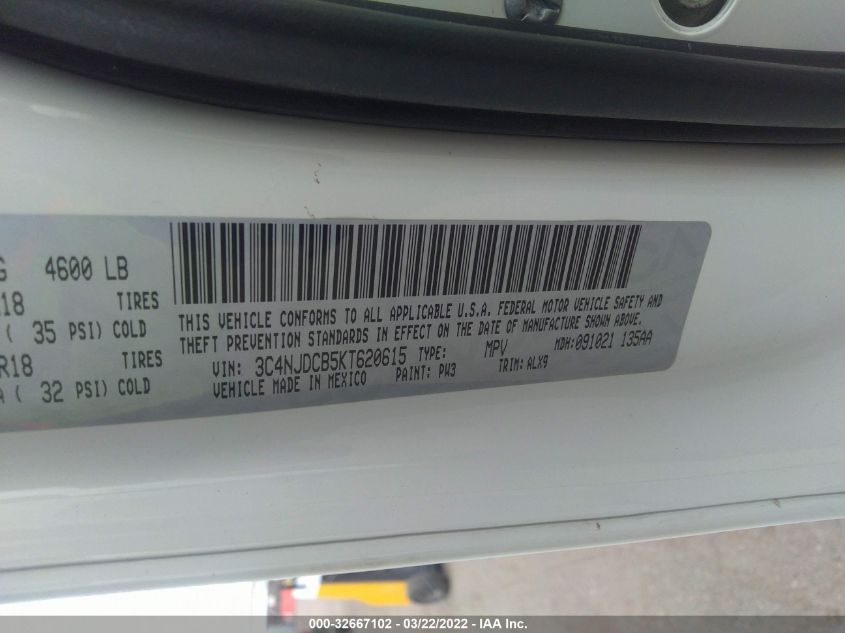 G 4600 LB
18 TIRES
( 35 PSI) COLD
R18 TIRES
A ( 32 PSI) COLD
THIS VEHICLE CONFORMS TO ALL APPLICABLE U.S.A. FEDERAL MOTOR VEHICLE SAFETY AND
THEFT PREVENTION STANDARDS IN EFFECT ON THE DATE OF MANUFACTURE SHOWN ABOVE.
VIN: 3C4NJDCB5KT620615 TYPE: MPV MDH:091021 135AA
VEHICLE MADE IN MEXICO PAINT: PW3 TRIM: ALX9
000-32667102 - 03/22/2022 - IAA Inc.